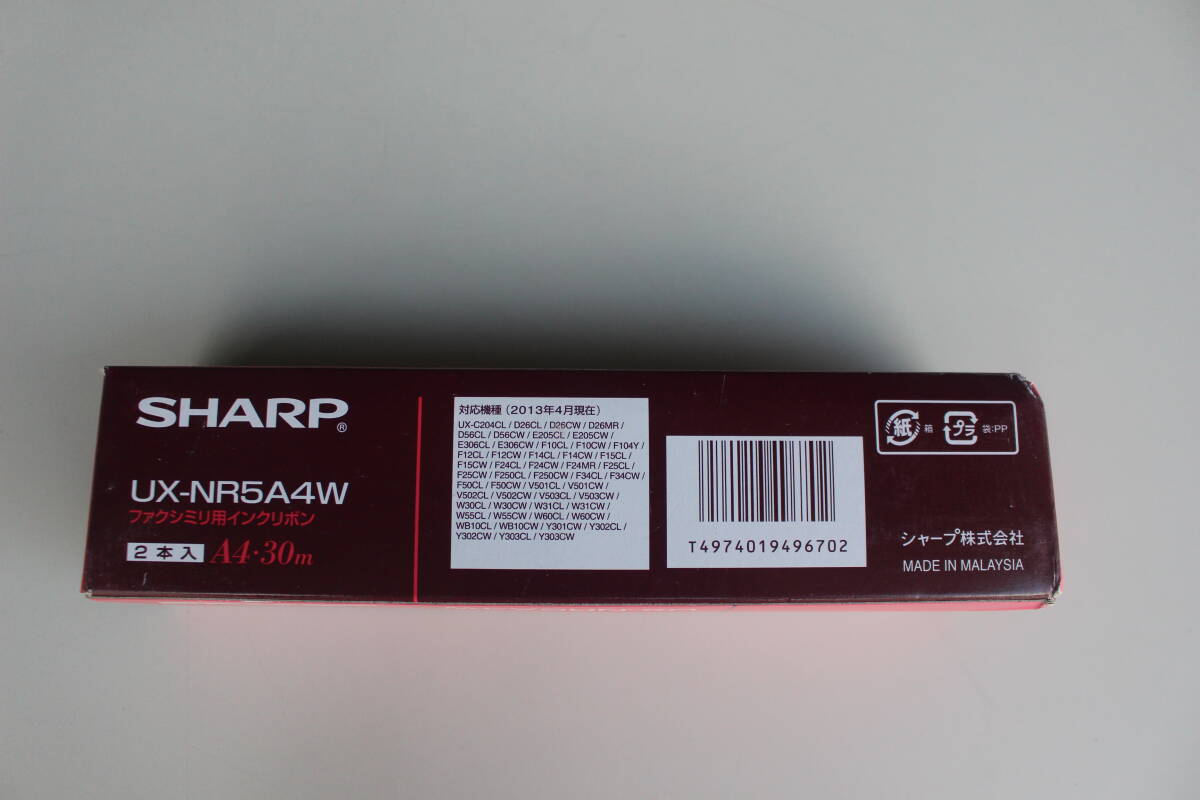 SHARP®
UX-NR5A4W
ファクシミリ用インクリボン
2本入 A4・30m
対応機種（2013年4月現在）
UX-C204CL / D26CL / D26CW / D26MR /
D56CL / D56CW / E205CL / E205CW /
E306CL / E306CW / F10CL / F10CW / F104Y /
F12CL / F12CW / F14CL / F14CW / F15CL /
F15CW / F24CL / F24CW / F24MR / F25CL /
F25CW / F250CL / F250CW / F34CL / F34CW /
F50CL / F50CW / V501CL / V501CW /
V502CL / V502CW / V503CL / V503CW /
W30CL / W30CW / W31CL / W31CW /
W55CL / W55CW / W60CL / W60CW /
WB10CL / WB10CW / Y301CW / Y302CL /
Y302CW / Y303CL / Y303CW
T4974019496702
紙 箱 プラ 袋:PP
シャープ株式会社
MADE IN MALAYSIA